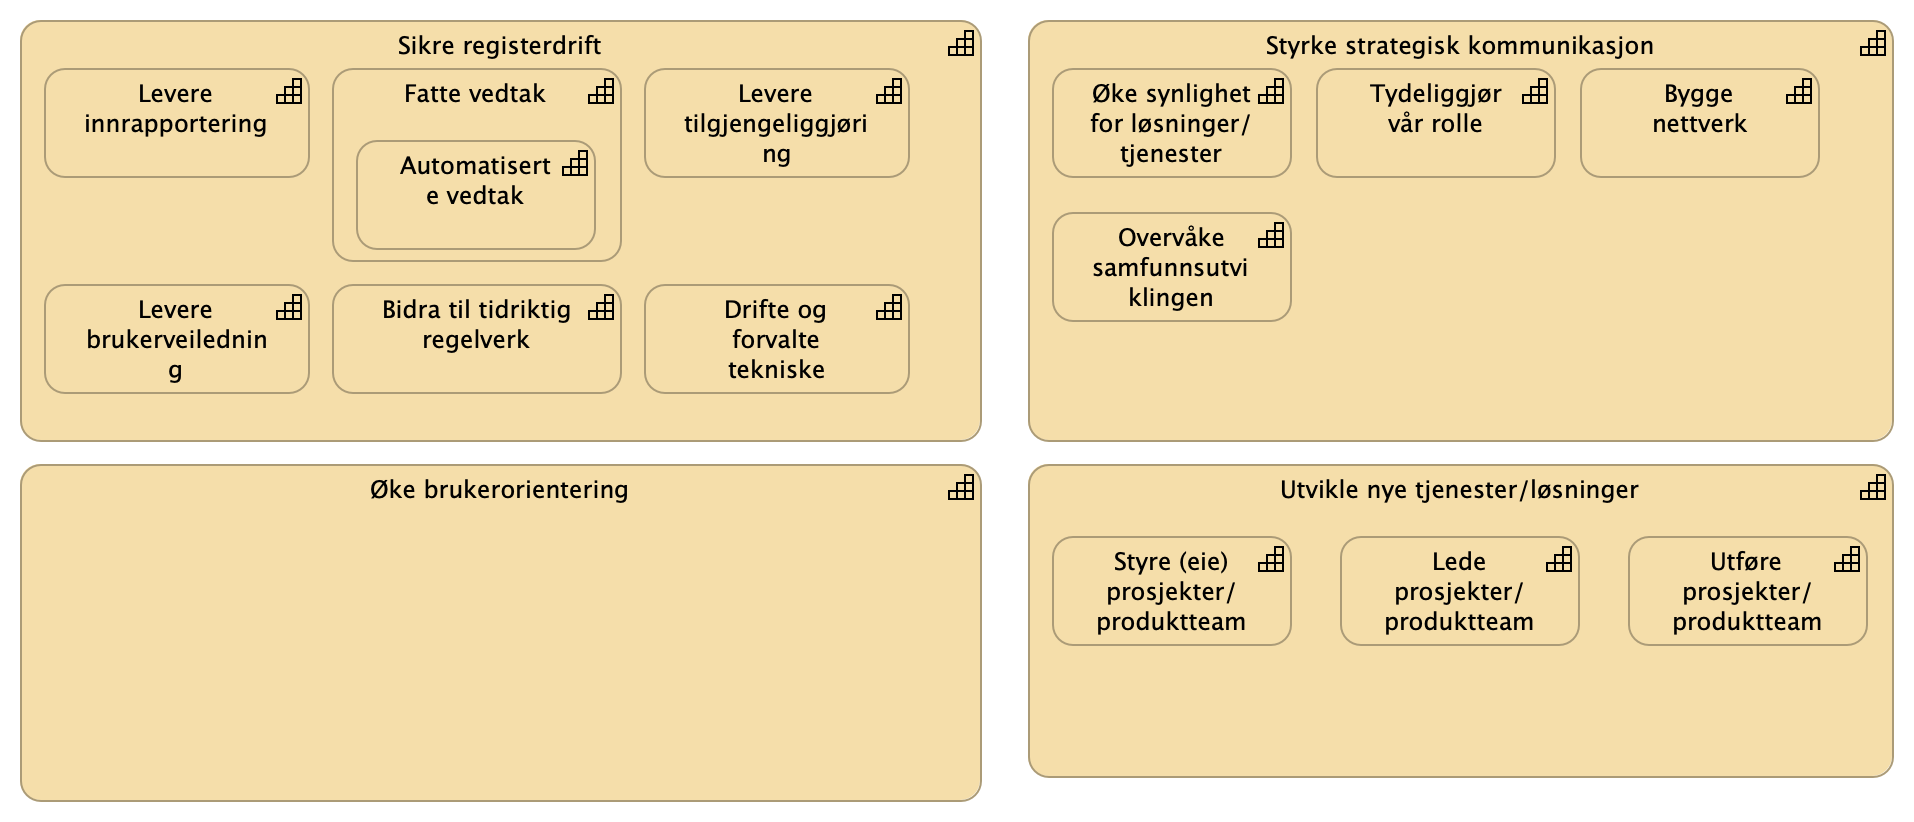 Sikre registerdrift
Levere
innrapportering
Fatte vedtak
Automatisert
e vedtak
Levere
tilgjengeliggjøri
ng
Levere
brukerveilednin
g
Bidra til tidriktig
regelverk
Drifte og
forvalte
tekniske
Styrke strategisk kommunikasjon
Øke synlighet
for løsninger/
tjenester
Tydeliggjør
vår rolle
Bygge
nettverk
Overvåke
samfunnsutvi
klingen
Øke brukerorientering
Utvikle nye tjenester/løsninger
Styre (eie)
prosjekter/
produktteam
Lede
prosjekter/
produktteam
Utføre
prosjekter/
produktteam